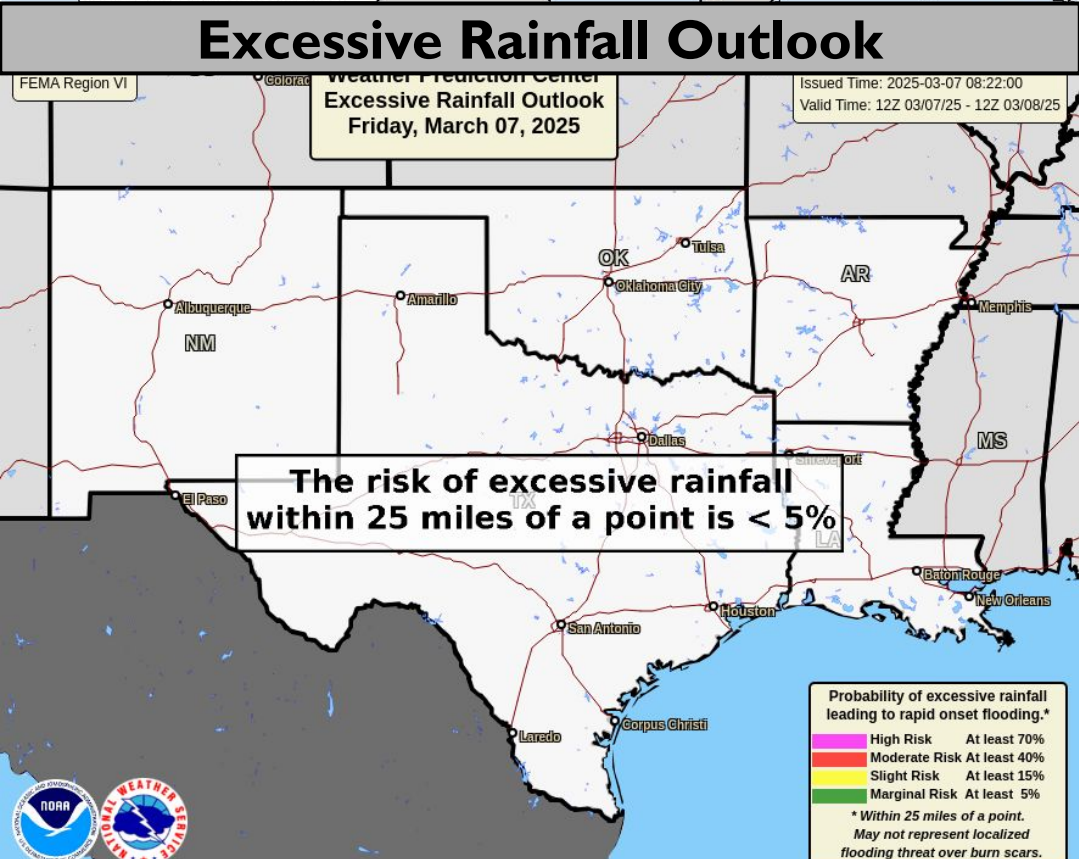 Excessive Rainfall Outlook
FEMA Region VI
Weather Prediction Center
Excessive Rainfall Outlook
Friday, March 07, 2025
Issued Time: 2025-03-07 08:22:00
Valid Time: 12Z 03/07/25 - 12Z 03/08/25
Colorad
Tulsa
OK
Oklahoma City
AR
Amarillo
Albuquerque
Memphis
NM
Dallas
MS
Shreveport
The risk of excessive rainfall
within 25 miles of a point is < 5%
El Paso
TX
LA
Baton Rouge
New Orleans
Houston
San Antonio
Corpus Christi
Laredo
Probability of excessive rainfall
leading to rapid onset flooding.*
High Risk At least 70%
Moderate Risk At least 40%
Slight Risk At least 15%
Marginal Risk At least 5%
* Within 25 miles of a point.
May not represent localized
flooding threat over burn scars.
NOAA
NATIONAL WEATHER SERVICE